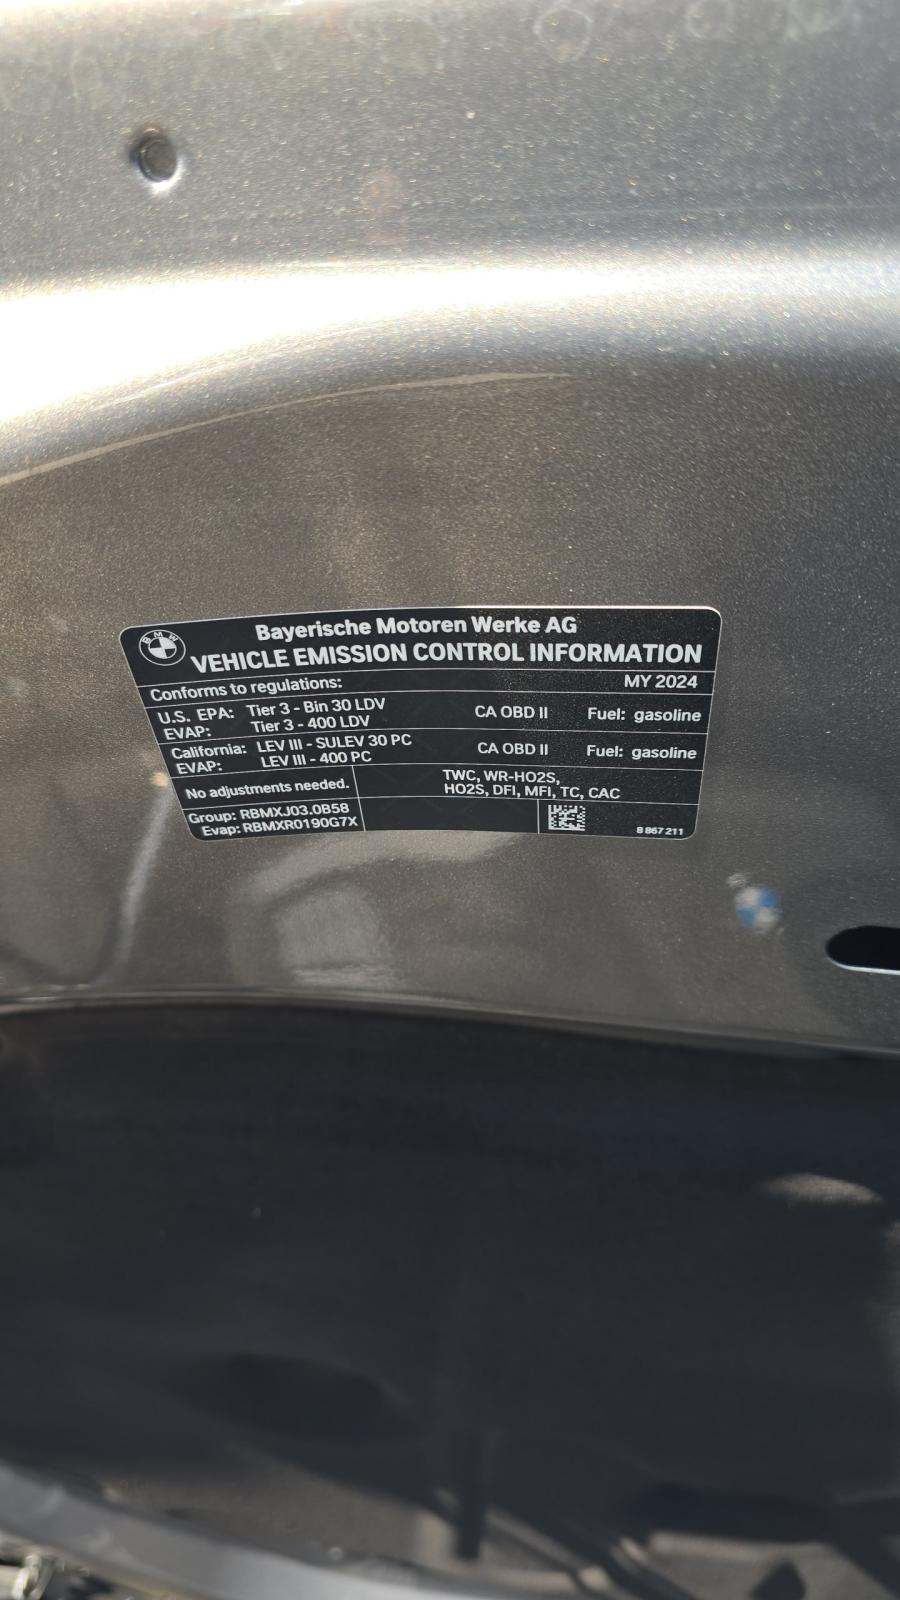 BMW
Bayerische Motoren Werke AG
VEHICLE EMISSION CONTROL INFORMATION
Conforms to regulations: MY 2024
U.S. EPA: Tier 3 - Bin 30 LDV CA OBD II Fuel: gasoline
EVAP: Tier 3 - 400 LDV
California: LEV III - SULEV 30 PC CA OBD II Fuel: gasoline
EVAP: LEV III - 400 PC
No adjustments needed. TWC, WR-HO2S,
HO2S, DFI, MFI, TC, CAC
Group: RBMXJ03.0B58
Evap: RBMXR0190G7X
8 867 211